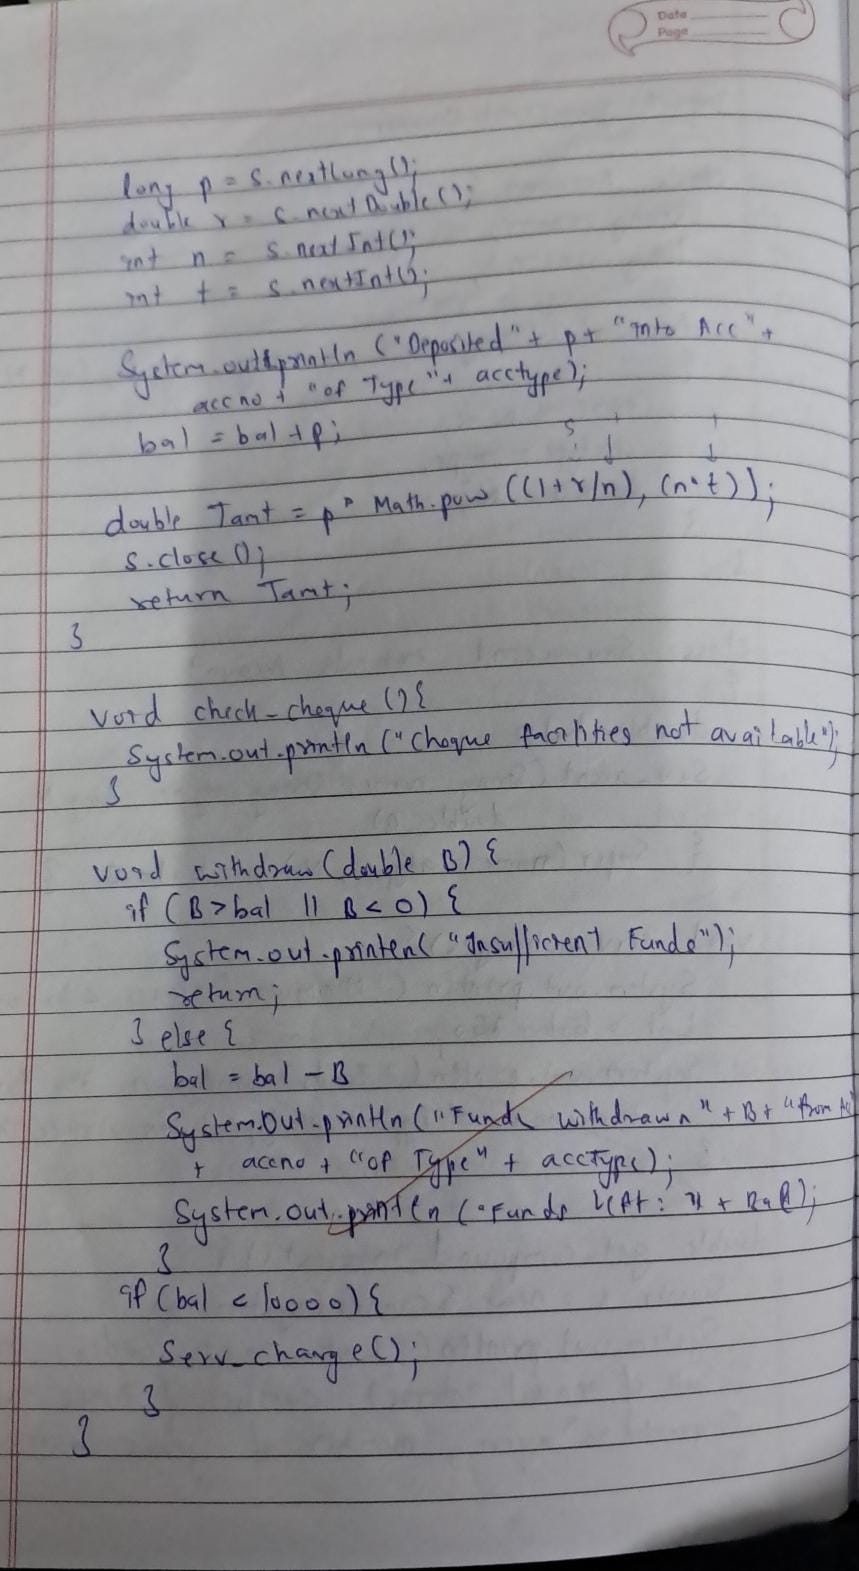 Date
Page
long p = s.nextLong();
double r = s.nextDouble();
int n = s.nextInt();
int t = s.nextInt();
System.out.println ("Deposited" + p + "Into Acc" +
accno + "of Type" + acctype);
bal = bal + p;
double Tamt = p * Math.pow ((1+r/n), (n*t));
s.close();
return Tamt;
}
void check_cheque () {
System.out.println ("Cheque facilities not available");
}
void withdraw (double B) {
if (B > bal || B < 0) {
System.out.println( "Insufficient Funds");
return;
} else {
bal = bal - B
System.Out.println ("Funds withdrawn" + B + "from Ac
+ accno + "of Type" + accType);
System.out.println ("Funds left: " + Bal);
}
if (bal < 10000) {
Serv_charge();
}
}